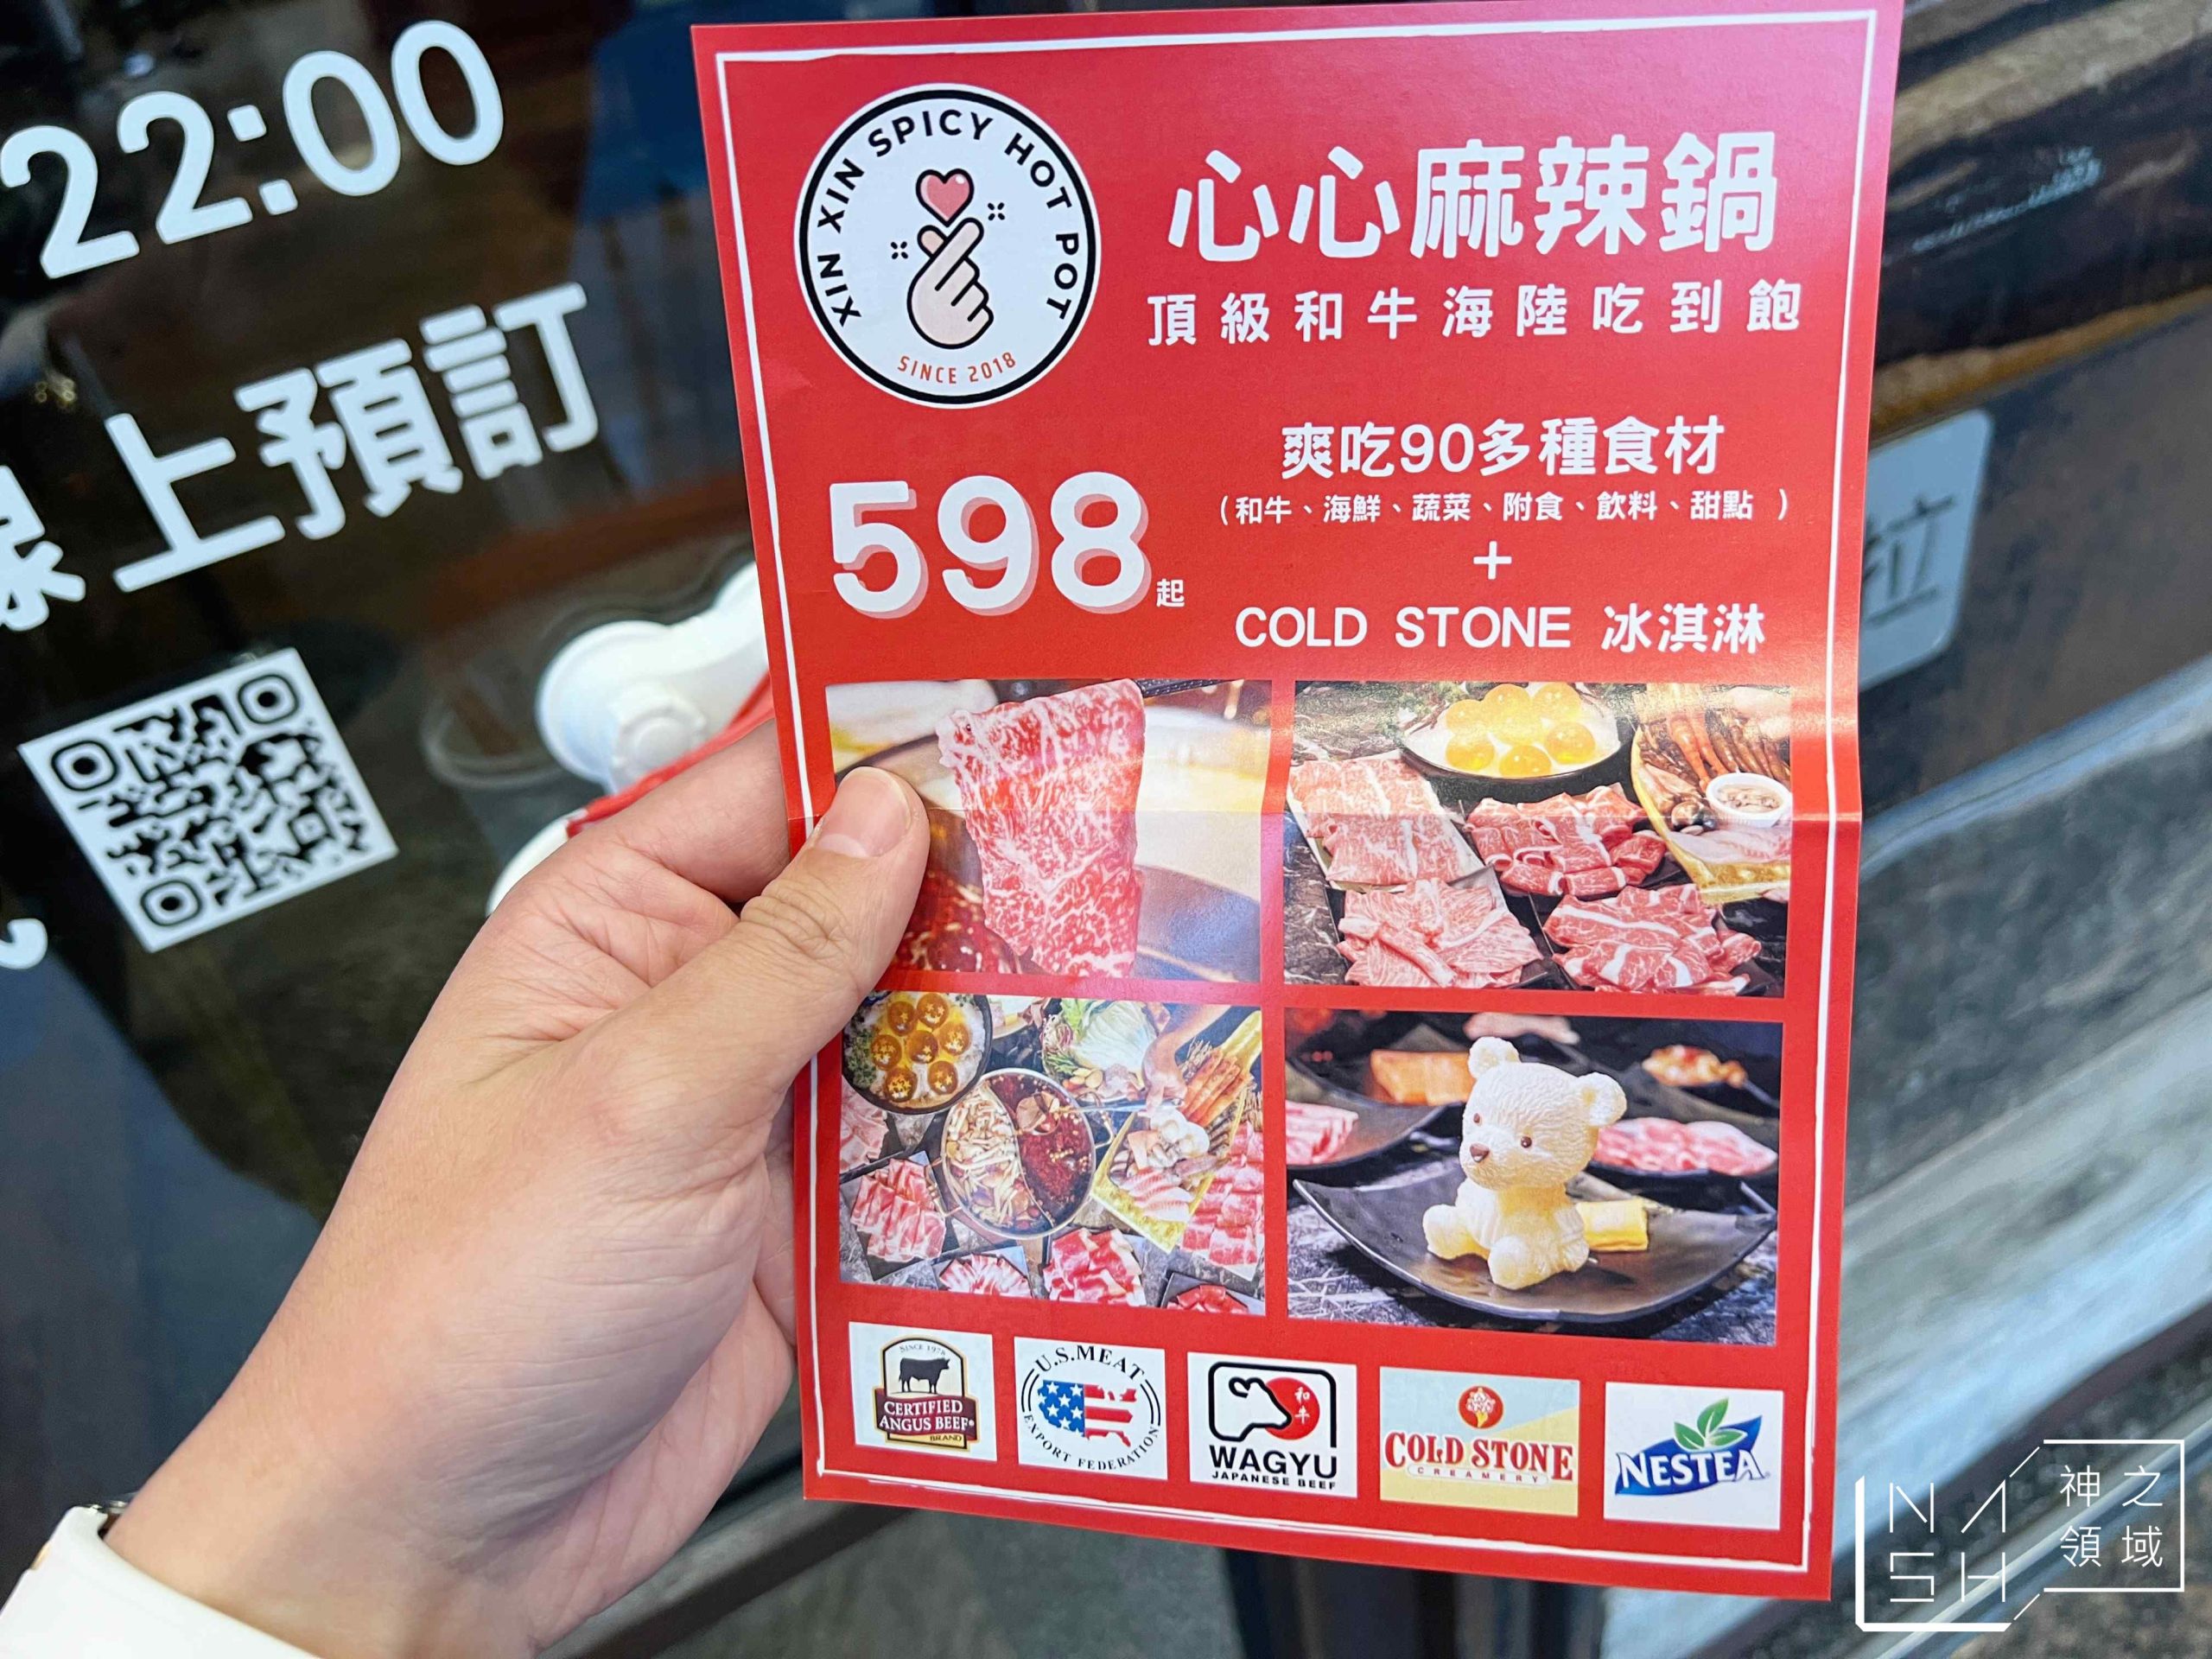 22:00
線上預訂
XIN XIN SPICY HOT POT
SINCE 2018
心心麻辣鍋
頂級和牛海陸吃到飽
598起
爽吃90多種食材
(和牛、海鮮、蔬菜、附食、飲料、甜點)
+
COLD STONE 冰淇淋
SINCE 1978
CERTIFIED
ANGUS BEEF®
BRAND
U.S.MEAT
EXPORT FEDERATION
和牛
WAGYU
JAPANESE BEEF
COLD STONE
CREAMERY
NESTEA
NASH
神之
領域